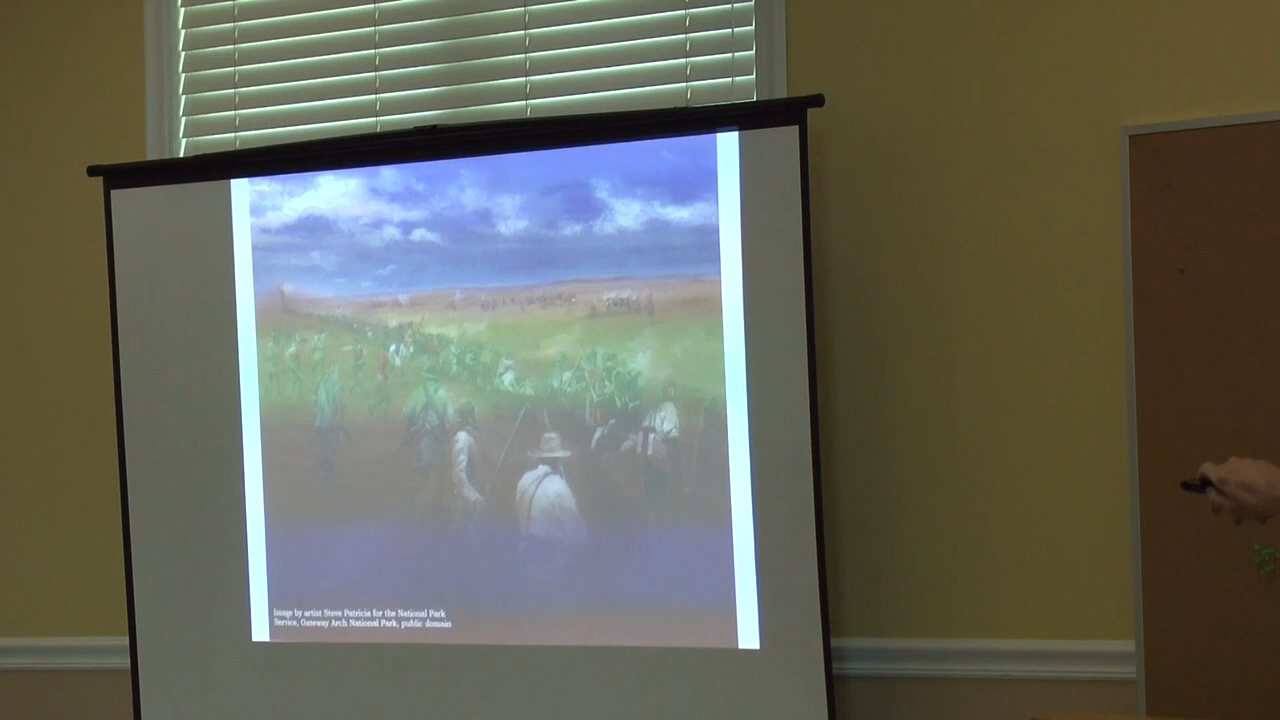 Image by artist Steve Patricia for the National Park
Service, Gateway Arch National Park, public domain